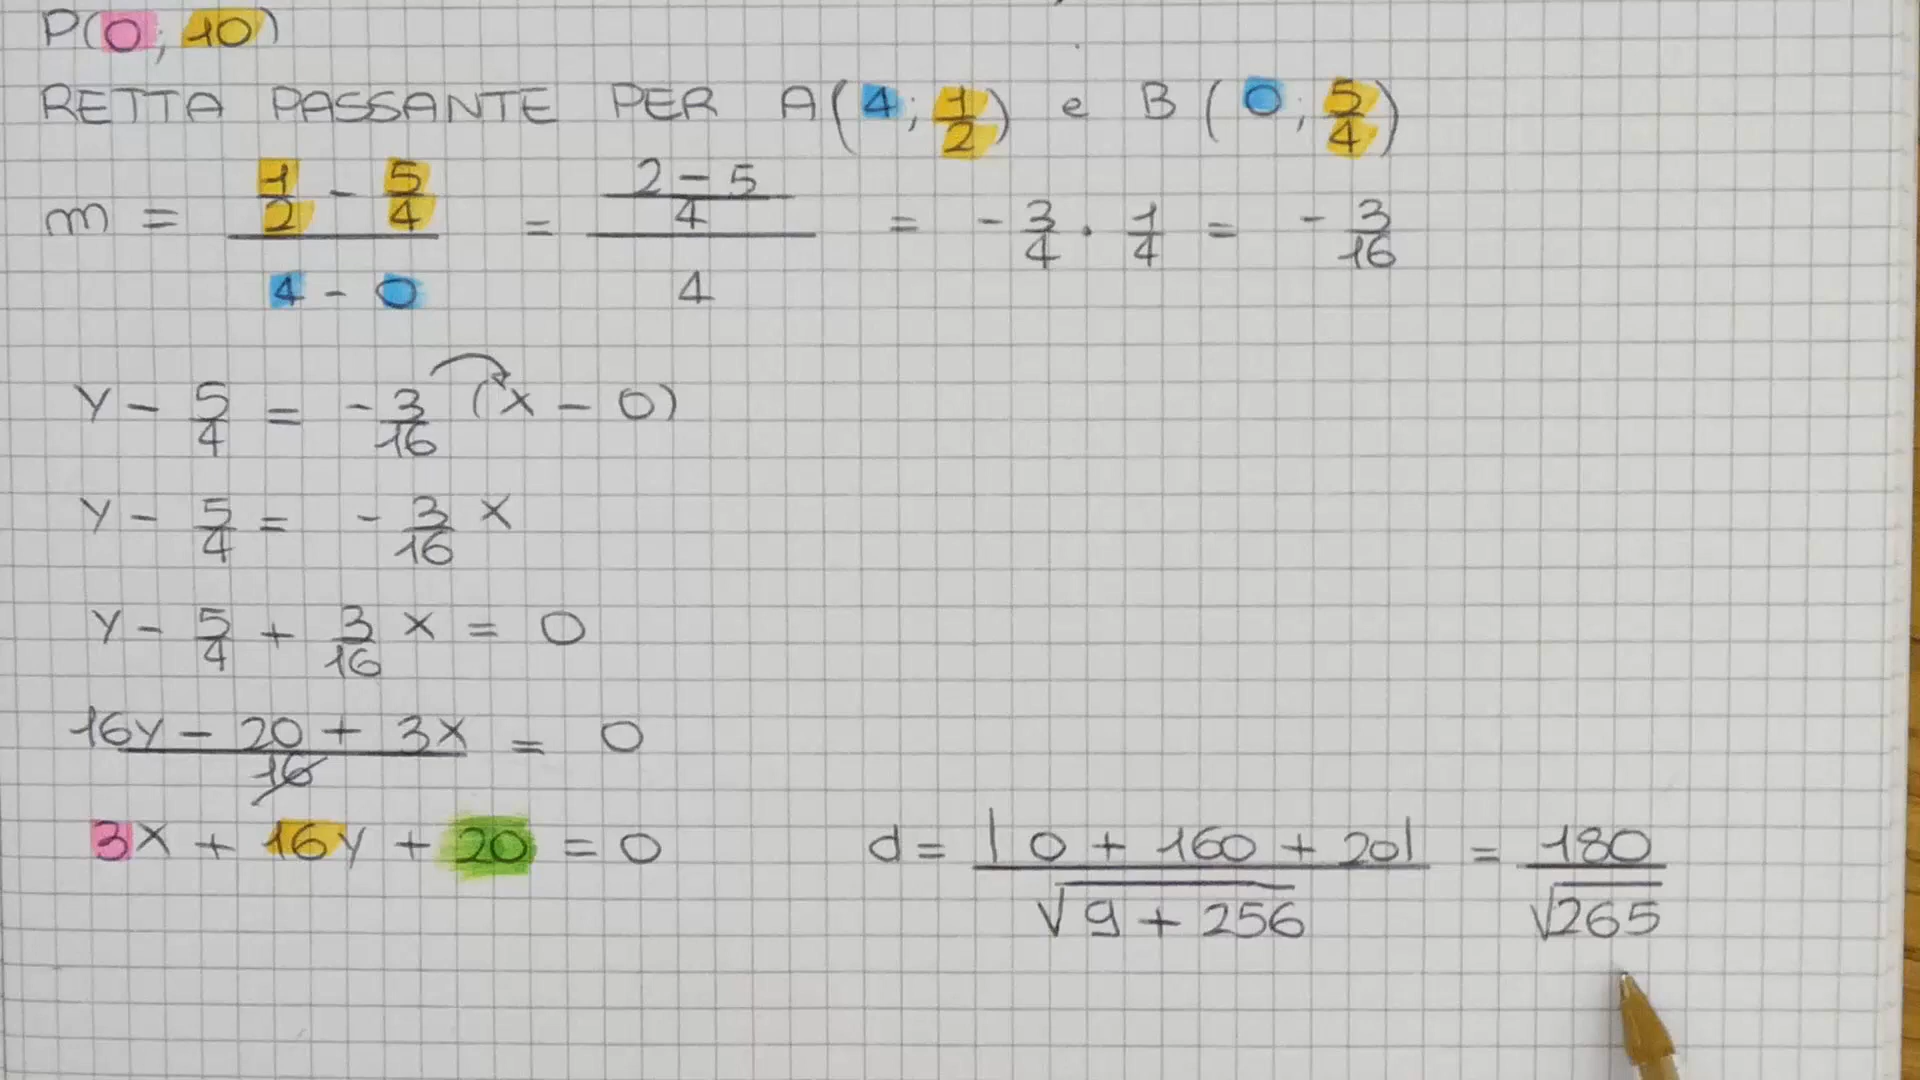 P(0; 10)
RETTA PASSANTE PER A(4; 1/2) e B(0; 5/4)
m = (1/2 - 5/4)/(4 - 0) = ((2 - 5)/4)/4 = - 3/4 · 1/4 = - 3/16
Y - 5/4 = - 3/16 (X - 0)
Y - 5/4 = - 3/16 X
Y - 5/4 + 3/16 X = 0
(16Y - 20 + 3X)/16 = 0
3X + 16Y + 20 = 0 d = |0 + 160 + 20|/√(9 + 256) = 180/√265